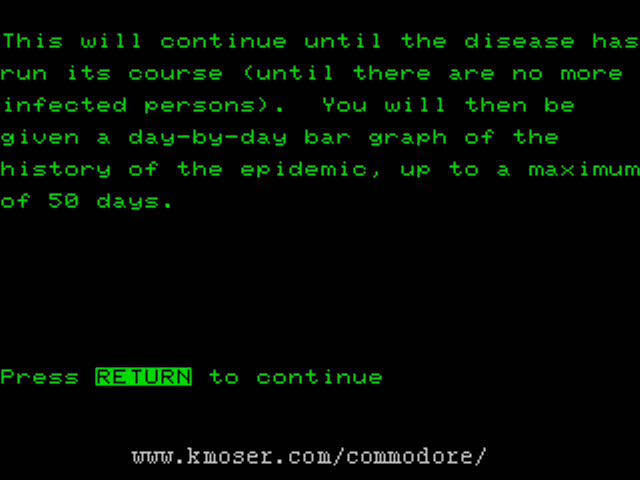 This will continue until the disease has
run its course (until there are no more
infected persons).  You will then be
given a day-by-day bar graph of the
history of the epidemic, up to a maximum
of 50 days.
Press RETURN to continue
www.kmoser.com/commodore/